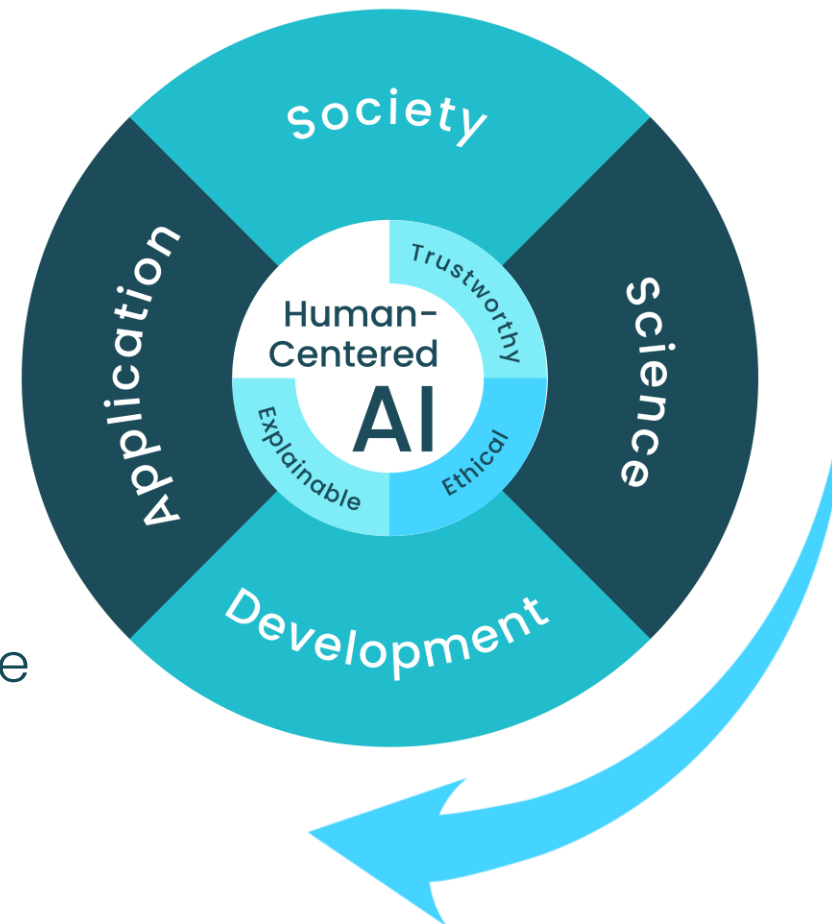 Society
Trustworthy
Human-
Centered
AI
Application
Science
Explainable
Ethical
Development
e